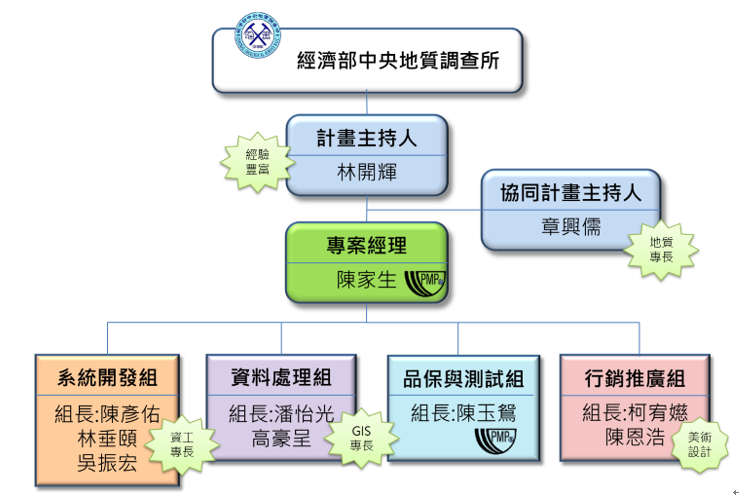 經濟部中央地質調查所
計畫主持人
林開輝
經驗
豐富
協同計畫主持人
章興儒
地質
專長
專案經理
陳家生
PMP®
系統開發組
組長:陳彥佑
林垂頤
吳振宏
資工
專長
資料處理組
組長:潘怡光
高豪呈
GIS
專長
品保與測試組
組長:陳玉鴛
PMP®
行銷推廣組
組長:柯宥嬨
陳恩浩
美術
設計